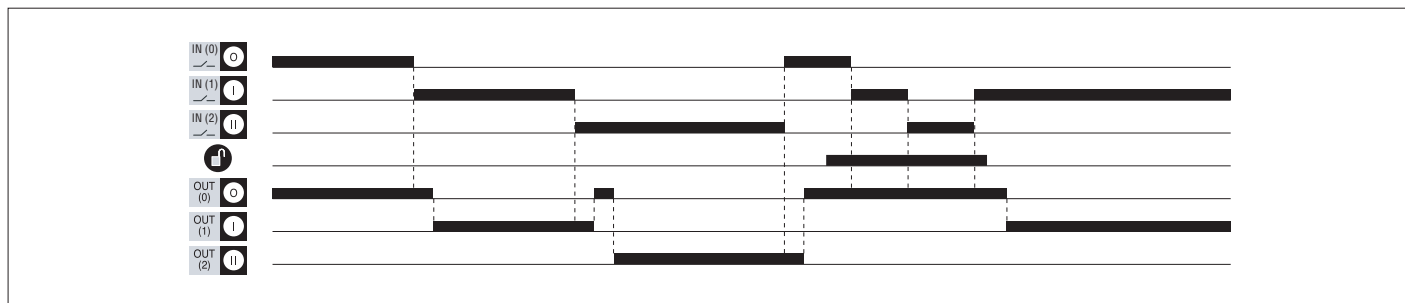 IN (0) O
IN (1) I
IN (2) II
OUT (0) O
OUT (1) I
OUT (2) II